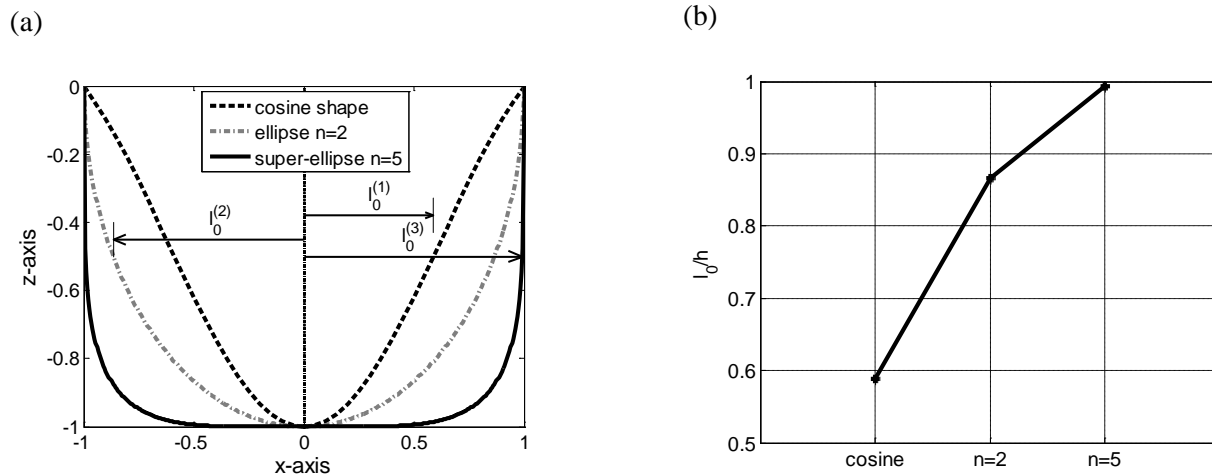 (a)
(b)
0
-0.2
-0.4
-0.6
-0.8
-1
z-axis
cosine shape
ellipse n=2
super-ellipse n=5
l0(1)
l0(2)
l0(3)
-1 -0.5 0 0.5 1
x-axis
1
0.9
0.8
0.7
0.6
0.5
l0/h
cosine n=2 n=5